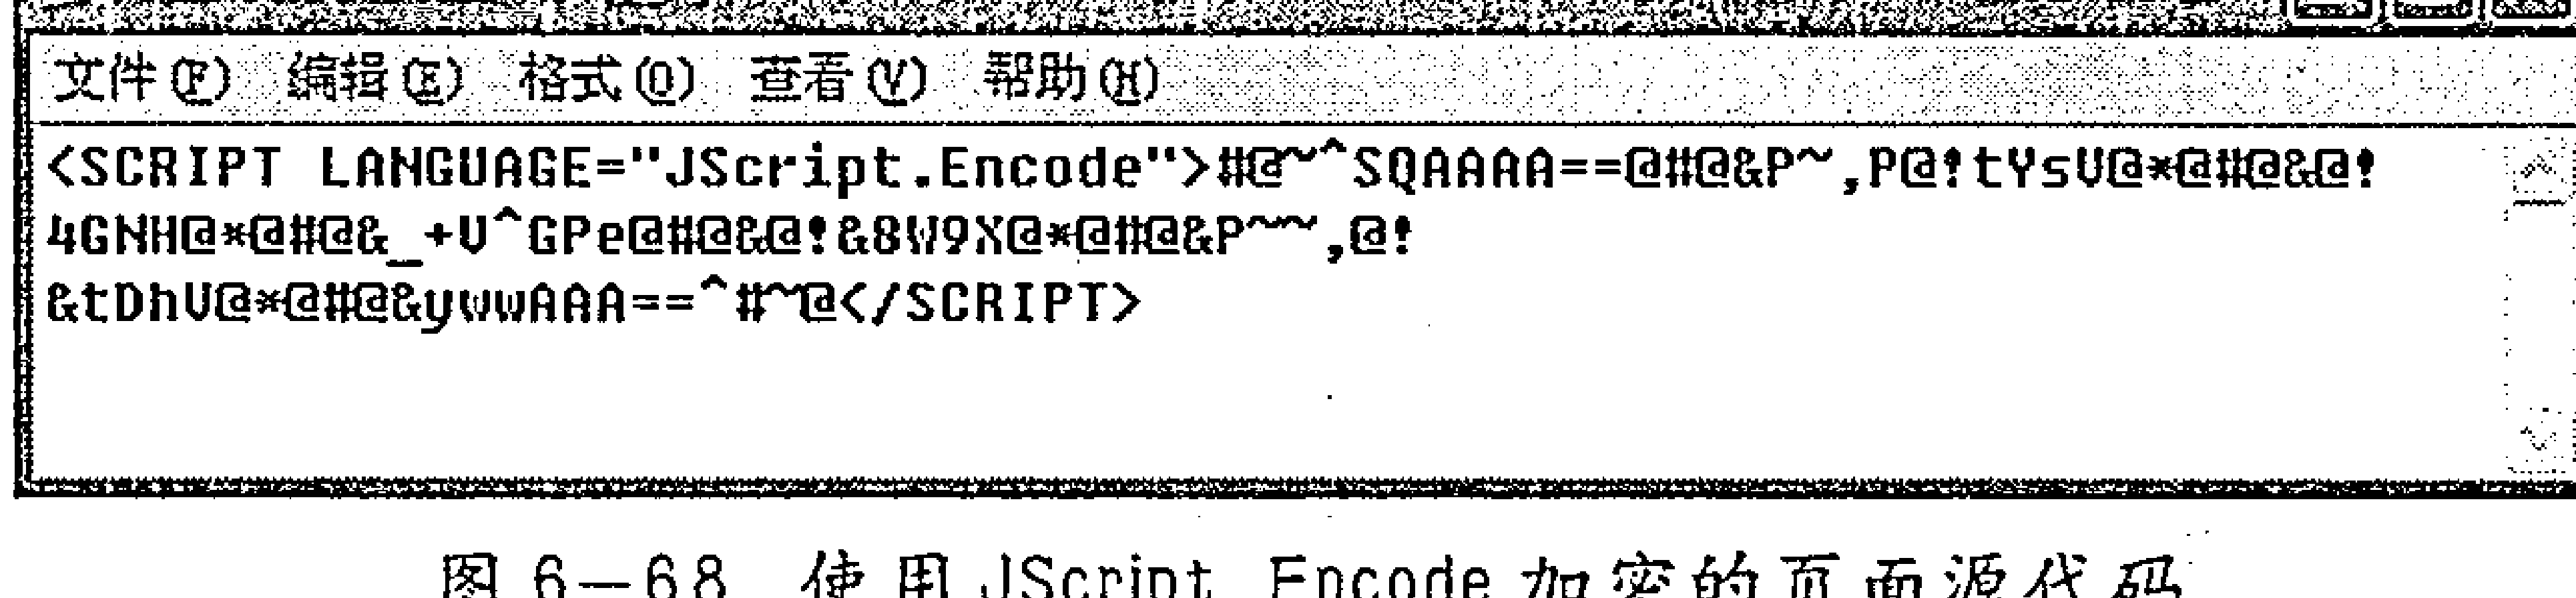 文件(F) 编辑(E) 格式(O) 查看(V) 帮助(H)
<SCRIPT LANGUAGE="JScript.Encode">#@~^SQAAAA==@#@&P~,P@!tYsV@*@#@&@!
4GNH@*@#@&_+V^GPe@#@&@!&8W9X@*@#@&P~~,@!
&tDhV@*@#@&ywwAAA==^#~@</SCRIPT>
图 6-68 使用JScript Encode加密的页面源代码